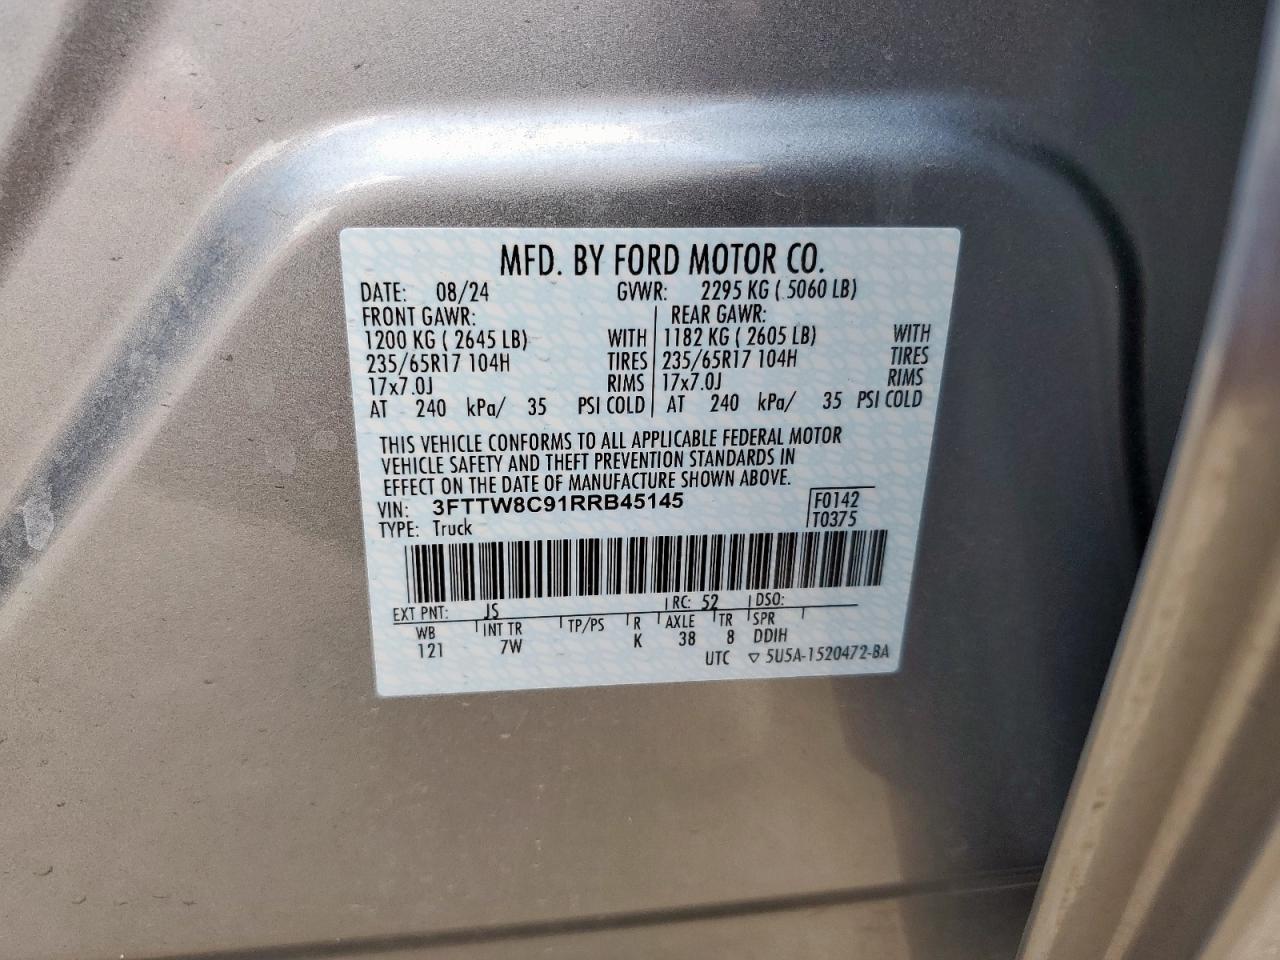 MFD. BY FORD MOTOR CO.
DATE: 08/24 GVWR: 2295 KG ( 5060 LB)
FRONT GAWR: REAR GAWR:
1200 KG ( 2645 LB) WITH 1182 KG ( 2605 LB) WITH
235/65R17 104H TIRES 235/65R17 104H TIRES
17x7.0J RIMS 17x7.0J RIMS
AT 240 kPa/ 35 PSI COLD AT 240 kPa/ 35 PSI COLD
THIS VEHICLE CONFORMS TO ALL APPLICABLE FEDERAL MOTOR
VEHICLE SAFETY AND THEFT PREVENTION STANDARDS IN
EFFECT ON THE DATE OF MANUFACTURE SHOWN ABOVE.
VIN: 3FTTW8C91RRB45145 F0142
TYPE: Truck T0375
EXT PNT: JS RC: 52 DSO:
WB INT TR TP/PS R AXLE TR SPR
121 7W K 38 8 DDIH
UTC ▽ 5U5A-1520472-BA